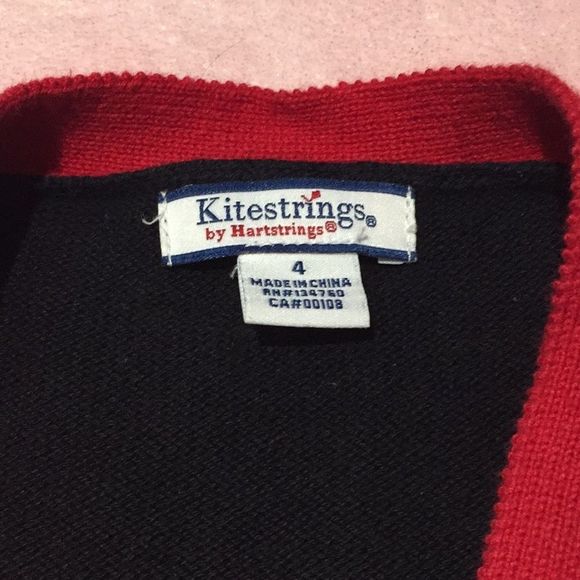 Kitestrings®
by Hartstrings®
4
MADE IN CHINA
RN#134760
CA#00108